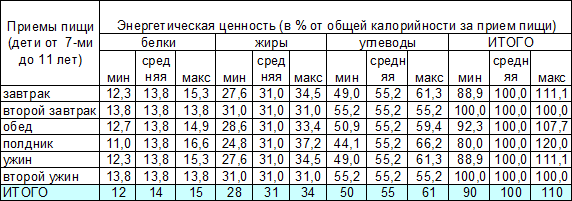 Приемы пищи (дети от 7-ми до 11 лет) Энергетическая ценность (в % от общей калорийности за прием пищи)
белки жиры углеводы ИТОГО
мин средняя макс мин средняя макс мин средняя макс мин средняя макс
завтрак 12,3 13,8 15,3 27,6 31,0 34,5 49,0 55,2 61,3 88,9 100,0 111,1
второй завтрак 13,8 13,8 13,8 31,0 31,0 31,0 55,2 55,2 55,2 100,0 100,0 100,0
обед 12,7 13,8 14,9 28,6 31,0 33,4 50,9 55,2 59,4 92,3 100,0 107,7
полдник 11,0 13,8 16,6 24,8 31,0 37,2 44,1 55,2 66,2 80,0 100,0 120,0
ужин 12,3 13,8 15,3 27,6 31,0 34,5 49,0 55,2 61,3 88,9 100,0 111,1
второй ужин 13,8 13,8 13,8 31,0 31,0 31,0 55,2 55,2 55,2 100,0 100,0 100,0
ИТОГО 12 14 15 28 31 34 50 55 61 90 100 110